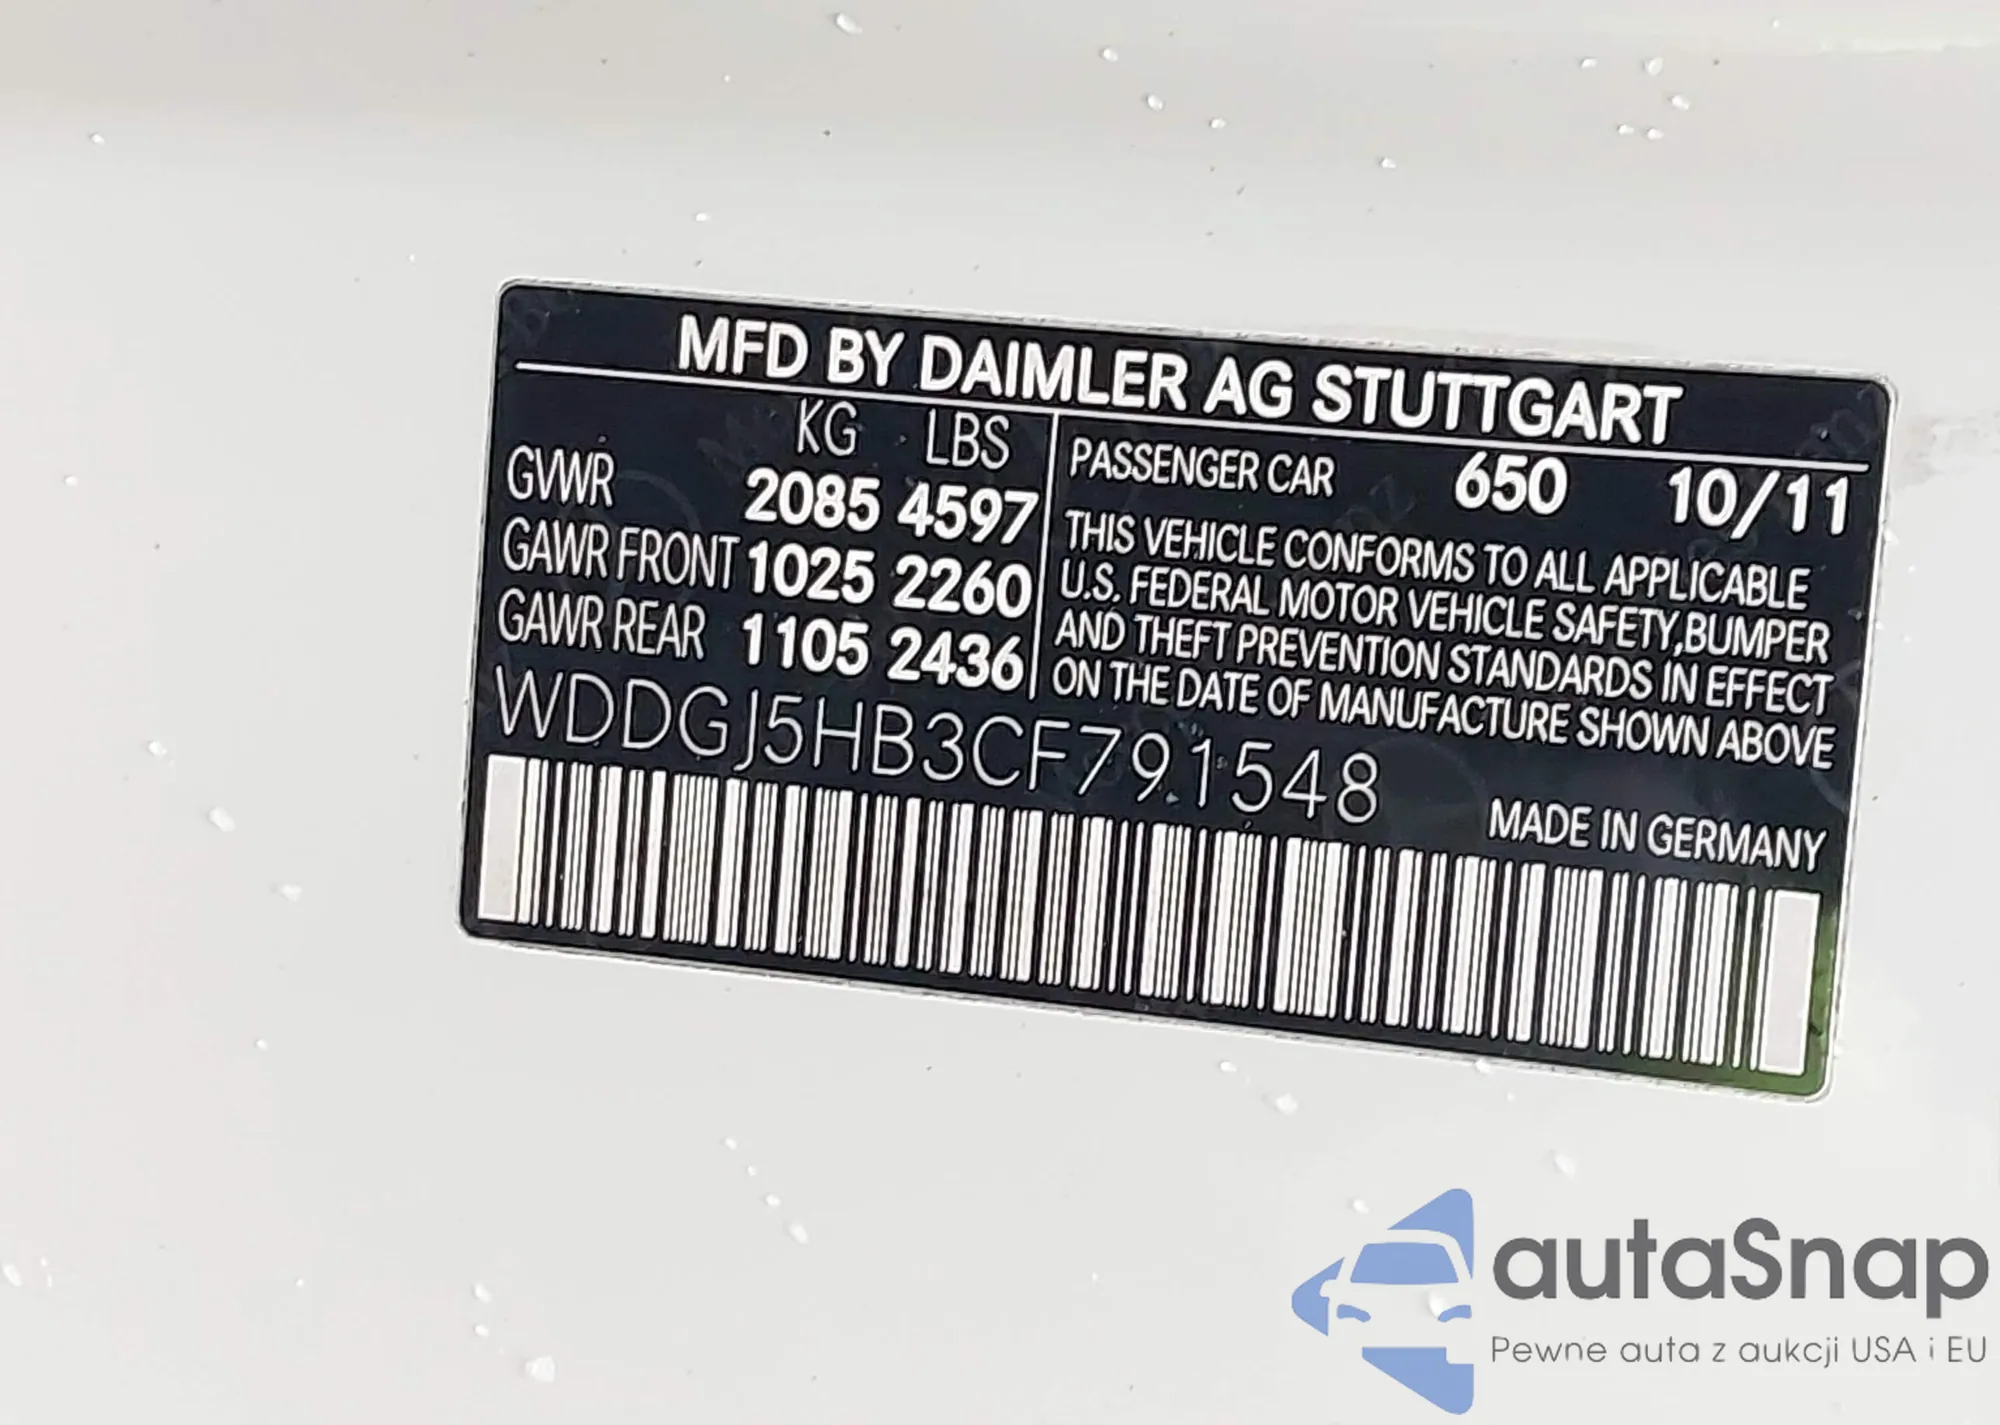 MFD BY DAIMLER AG STUTTGART
KG LBS
GVWR 2085 4597
GAWR FRONT 1025 2260
GAWR REAR 1105 2436
PASSENGER CAR 650 10/11
THIS VEHICLE CONFORMS TO ALL APPLICABLE
U.S. FEDERAL MOTOR VEHICLE SAFETY,BUMPER
AND THEFT PREVENTION STANDARDS IN EFFECT
ON THE DATE OF MANUFACTURE SHOWN ABOVE
WDDGJ5HB3CF791548
MADE IN GERMANY
autaSnap
Pewne auta z aukcji USA i EU